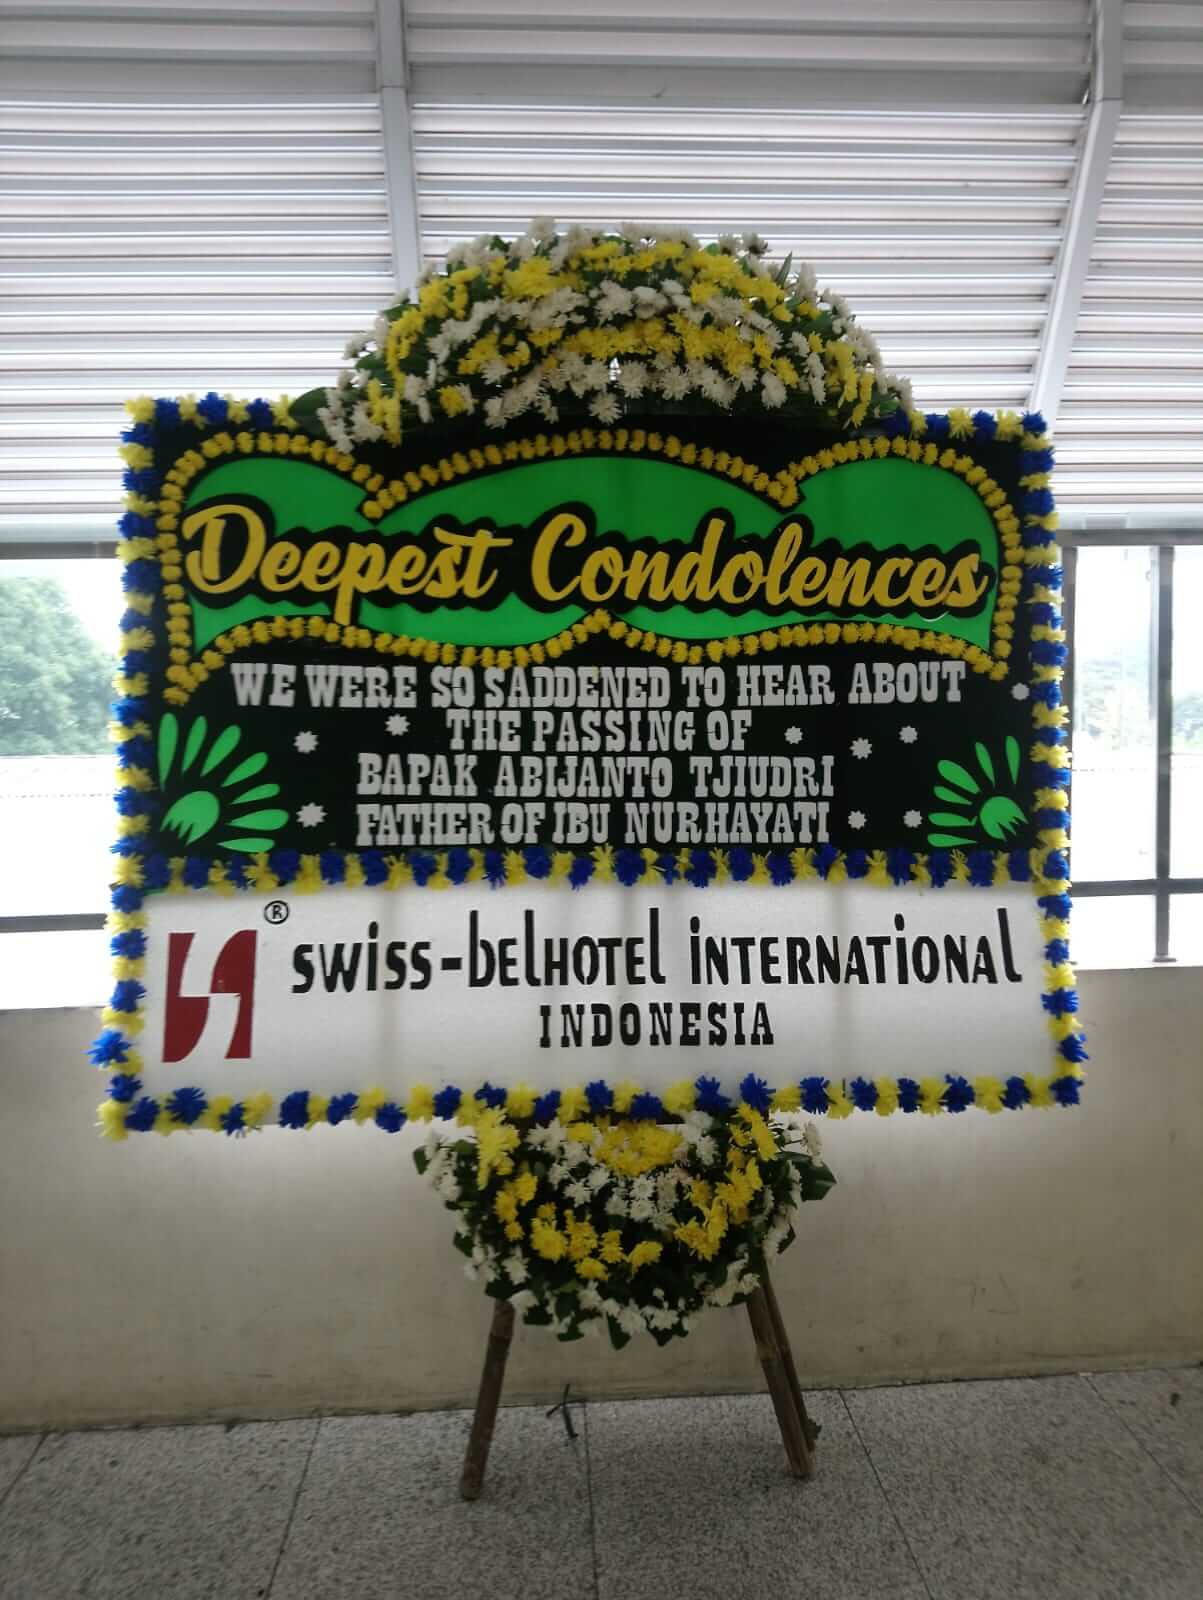 Deepest Condolences
WE WERE SO SADDENED TO HEAR ABOUT
THE PASSING OF
BAPAK ABIJANTO TJIUDRI
FATHER OF IBU NURHAYATI
® swiss-belHOTEL INTERNATIONAL
INDONESIA